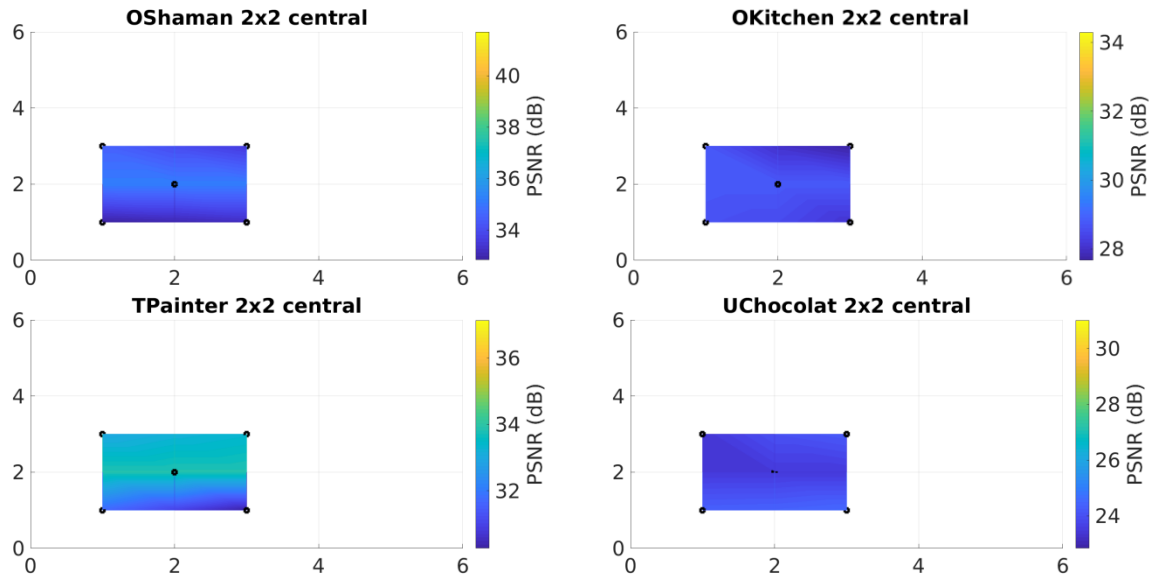 OShaman 2x2 central
6
4
2
0
0 2 4 6
40
38
36
34
PSNR (dB)
OKitchen 2x2 central
6
4
2
0
0 2 4 6
34
32
30
28
PSNR (dB)
TPainter 2x2 central
6
4
2
0
0 2 4 6
36
34
32
PSNR (dB)
UChocolat 2x2 central
6
4
2
0
0 2 4 6
30
28
26
24
PSNR (dB)